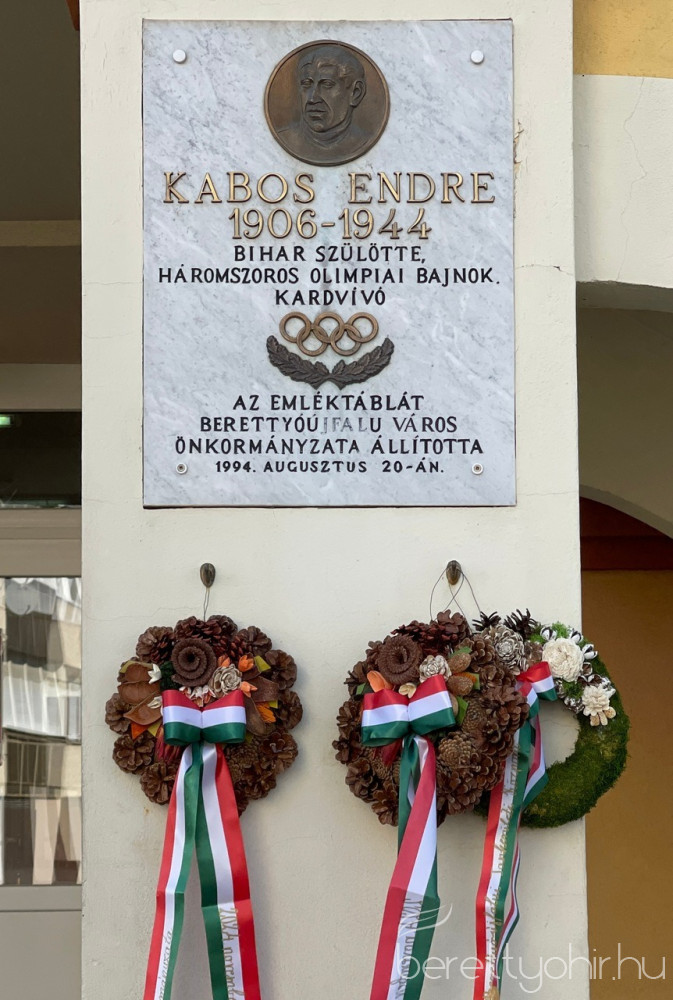 KABOS ENDRE
1906-1944
BIHAR SZÜLÖTTE,
HÁROMSZOROS OLIMPIAI BAJNOK.
KARDVÍVÓ
AZ EMLÉKTÁBLÁT
BERETTYÓÚJFALU VÁROS
ÖNKORMÁNYZATA ÁLLÍTOTTA
1994. AUGUSZTUS 20-ÁN.
berettyohir.hu